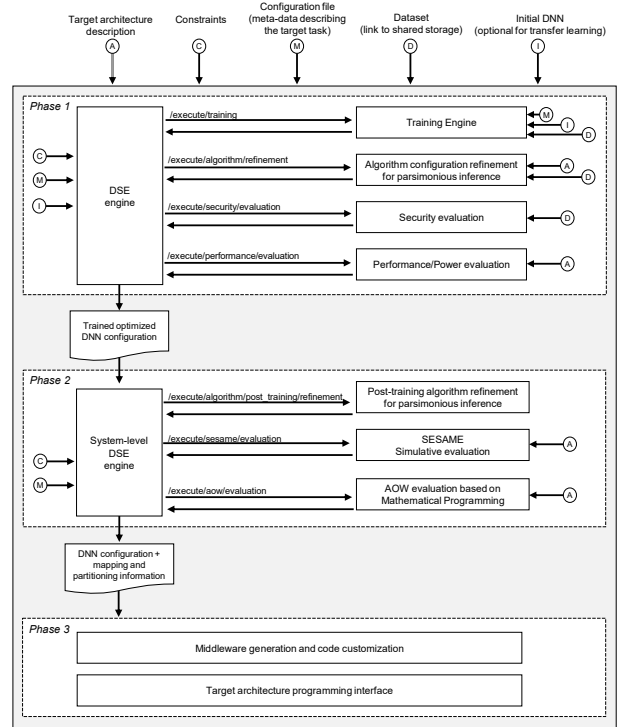 Target architecture
description
Constraints
Configuration file
(meta-data describing
the target task)
Dataset
(link to shared storage)
Initial DNN
(optional for transfer learning)
A
C
M
D
I
Phase 1
C
M
I
DSE
engine
/execute/training
Training Engine
M
I
D
/execute/algorithm/refinement
Algorithm configuration refinement
for parsimonious inference
A
D
/execute/security/evaluation
Security evaluation
D
/execute/performance/evaluation
Performance/Power evaluation
A
Trained optimized
DNN configuration
Phase 2
C
M
System-level
DSE
engine
/execute/algorithm/post_training/refinement
Post-training algorithm refinement
for parsimonious inference
/execute/sesame/evaluation
SESAME
Simulative evaluation
A
/execute/aow/evaluation
AOW evaluation based on
Mathematical Programming
A
DNN configuration +
mapping and
partitioning information
Phase 3
Middleware generation and code customization
Target architecture programming interface